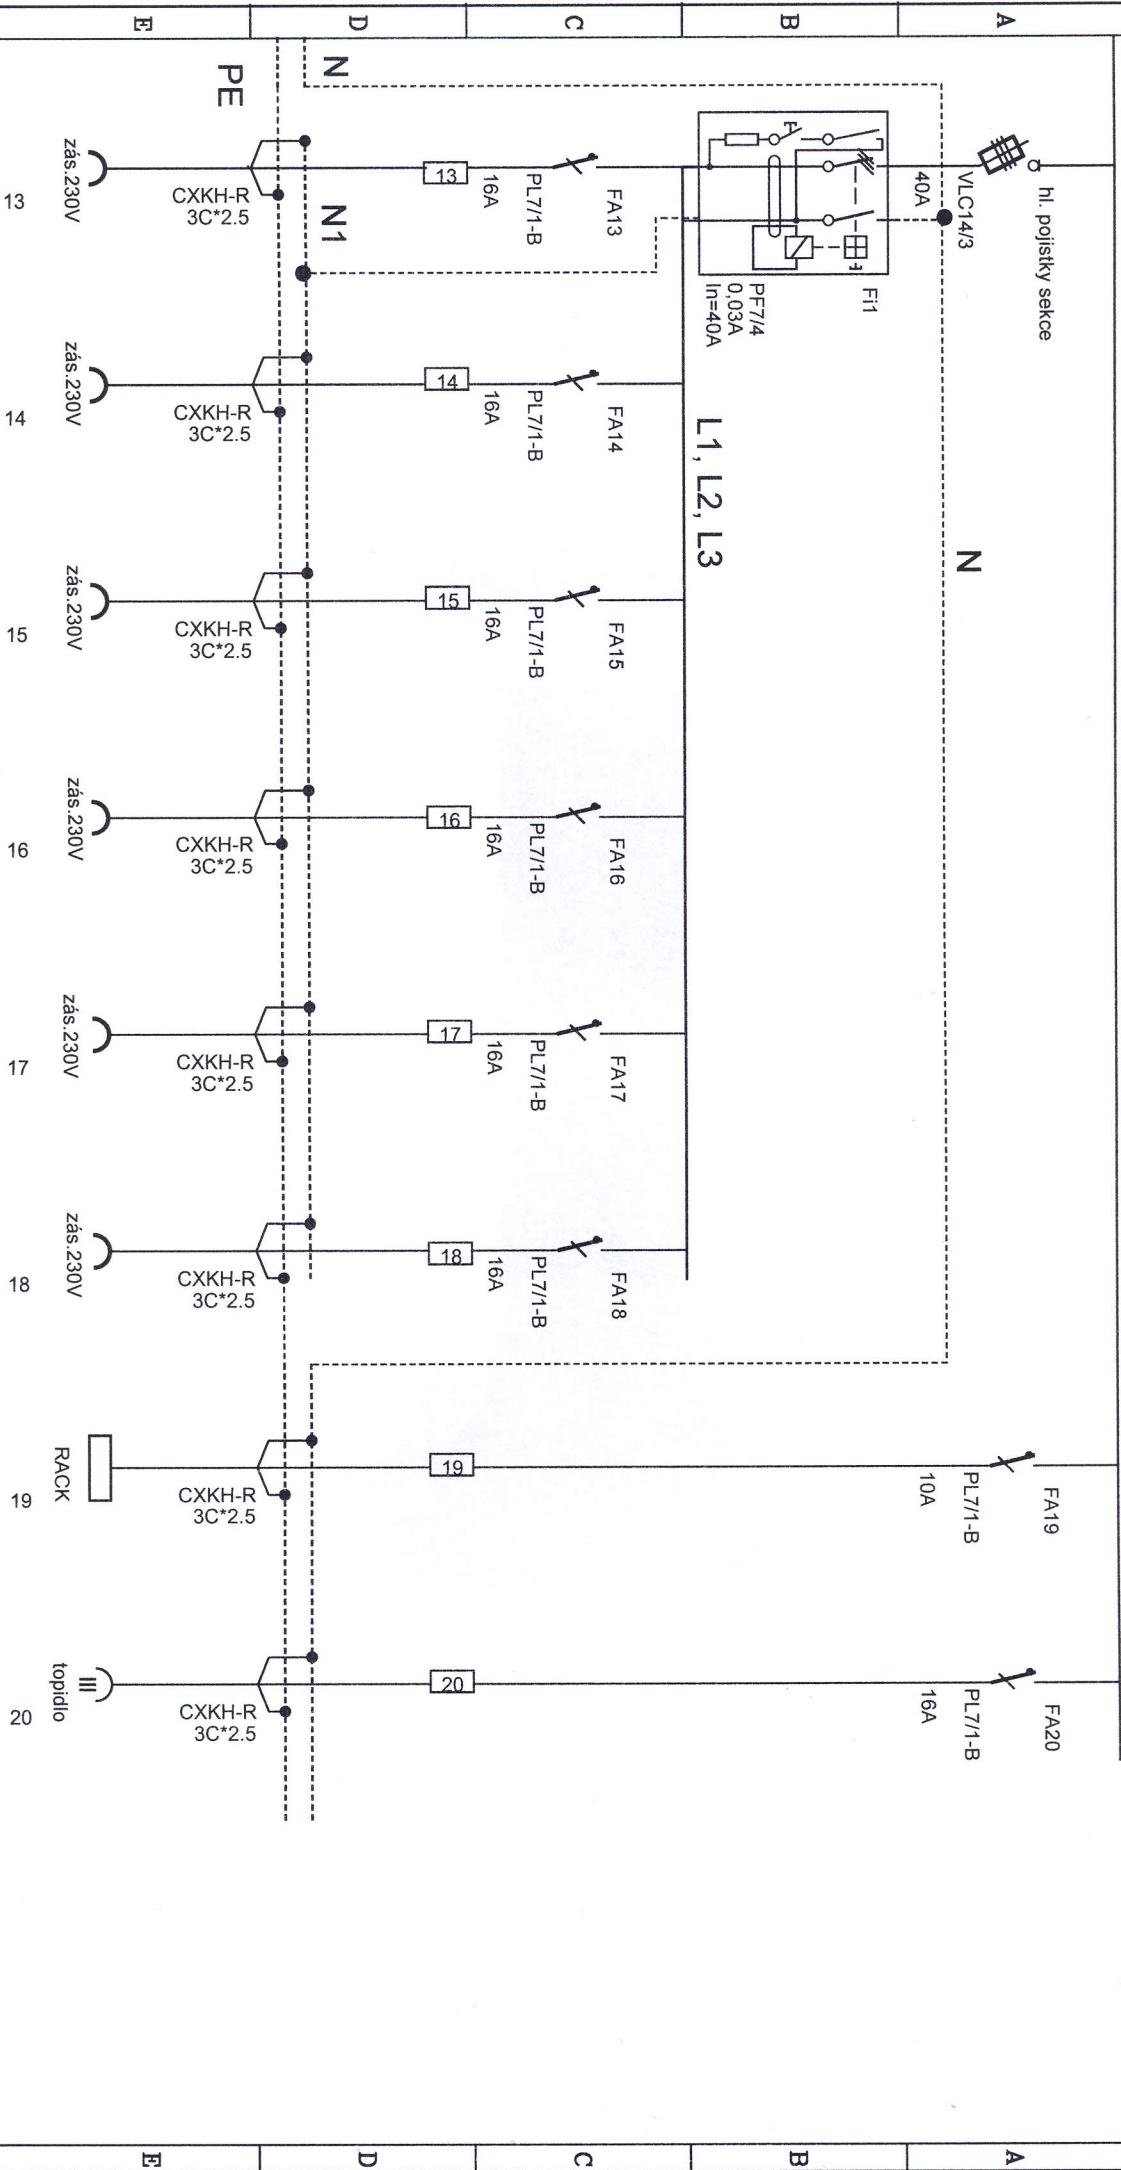 A
B
C
D
E
hl. pojistky sekce
VLC14/3
40A
N
Fi1
PF7/4
0,03A
In=40A
L1, L2, L3
N
N1
PE
FA13
PL7/1-B
16A
13
CXKH-R
3C*2.5
zás.230V
13
FA14
PL7/1-B
16A
14
CXKH-R
3C*2.5
zás.230V
14
FA15
PL7/1-B
16A
15
CXKH-R
3C*2.5
zás.230V
15
FA16
PL7/1-B
16A
16
CXKH-R
3C*2.5
zás.230V
16
FA17
PL7/1-B
16A
17
CXKH-R
3C*2.5
zás.230V
17
FA18
PL7/1-B
16A
18
CXKH-R
3C*2.5
zás.230V
18
FA19
PL7/1-B
10A
19
CXKH-R
3C*2.5
RACK
19
FA20
PL7/1-B
16A
20
CXKH-R
3C*2.5
topidlo
20
A
B
C
D
E